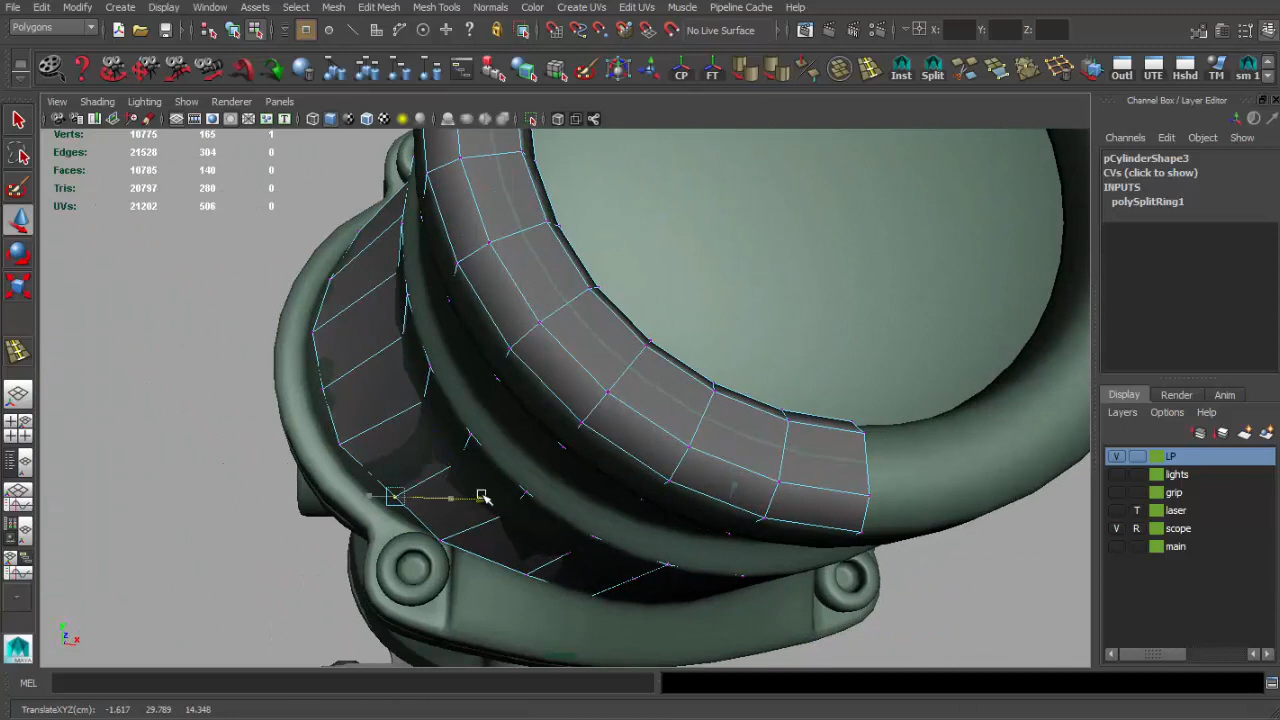 File Edit Modify Create Display Window Assets Select Mesh Edit Mesh Mesh Tools Normals Color Create UVs Edit UVs Muscle Pipeline Cache Help
Polygons No Live Surface X: Y: Z:
CP FT Inst Split Outl UTE Hshd TM sm 1
View Shading Lighting Show Renderer Panels
Verts: 10775 165 1
Edges: 21528 304 0
Faces: 10785 140 0
Tris: 20797 280 0
UVs: 21202 506 0
Channel Box / Layer Editor
Channels Edit Object Show
pCylinderShape3
CVs (click to show)
INPUTS
polySplitRing1
Display Render Anim
Layers Options Help
V LP
lights
grip
T laser
V R scope
main
MAYA
MEL
TranslateXYZ(cm): -1.617 29.789 14.348